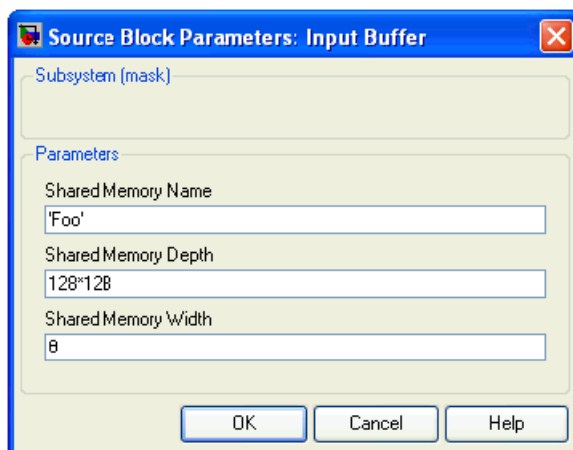 Source Block Parameters: Input Buffer
Subsystem (mask)
Parameters
Shared Memory Name
'Foo'
Shared Memory Depth
128*128
Shared Memory Width
8
OK Cancel Help